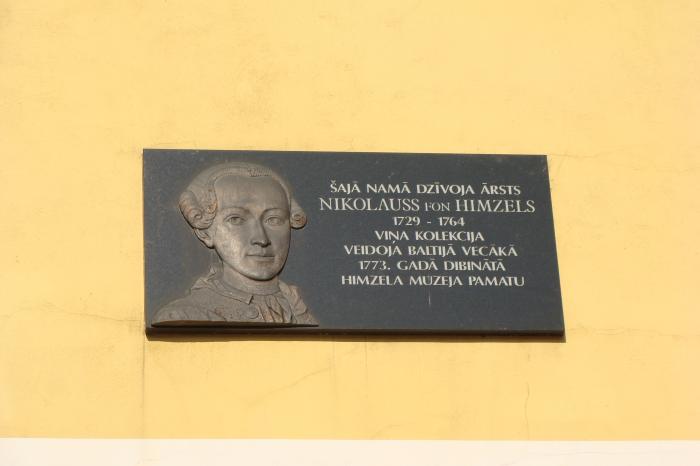 ŠAJĀ NAMĀ DZĪVOJA ĀRSTS
NIKOLAUSS FON HIMZELS
1729 - 1764
VIŅA KOLEKCIJA
VEIDOJA BALTIJĀ VECĀKĀ
1773. GADĀ DIBINĀTĀ
HIMZEĻA MUZEJA PAMATU